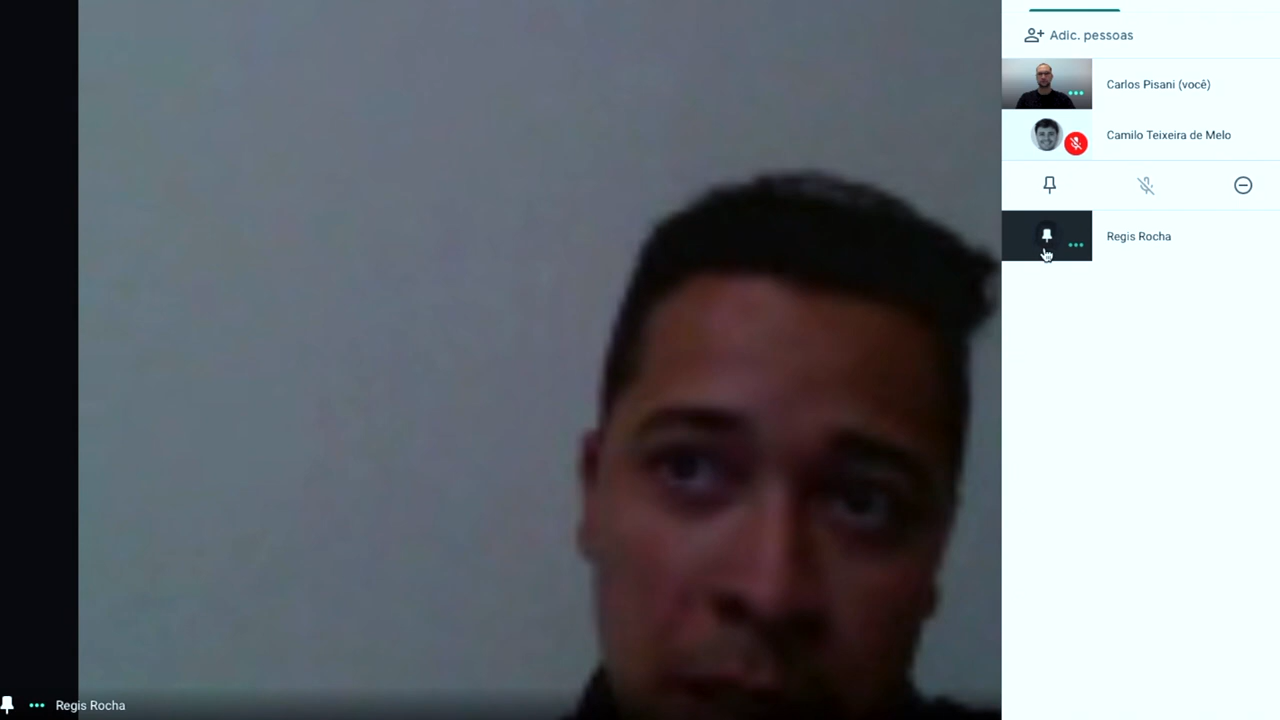 Adic. pessoas
Carlos Pisani (você)
Camilo Teixeira de Melo
Regis Rocha
Regis Rocha